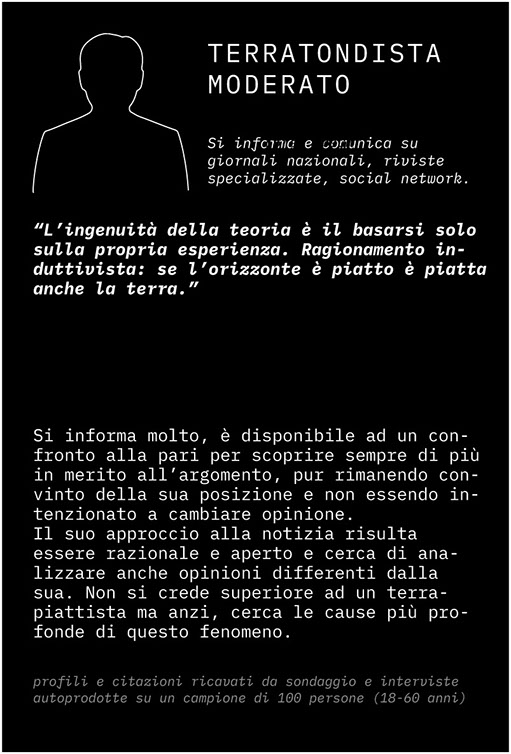 TERRATONDISTA
MODERATO
Si informa e comunica su
giornali nazionali, riviste
specializzate, social network.
“L’ingenuità della teoria è il basarsi solo
sulla propria esperienza. Ragionamento in-
duttivista: se l’orizzonte è piatto è piatta
anche la terra.”
Si informa molto, è disponibile ad un con-
fronto alla pari per scoprire sempre di più
in merito all’argomento, pur rimanendo con-
vinto della sua posizione e non essendo in-
tenzionato a cambiare opinione.
Il suo approccio alla notizia risulta
essere razionale e aperto e cerca di ana-
lizzare anche opinioni differenti dalla
sua. Non si crede superiore ad un terra-
piattista ma anzi, cerca le cause più pro-
fonde di questo fenomeno.
profili e citazioni ricavati da sondaggio e interviste
autoprodotte su un campione di 100 persone (18-60 anni)